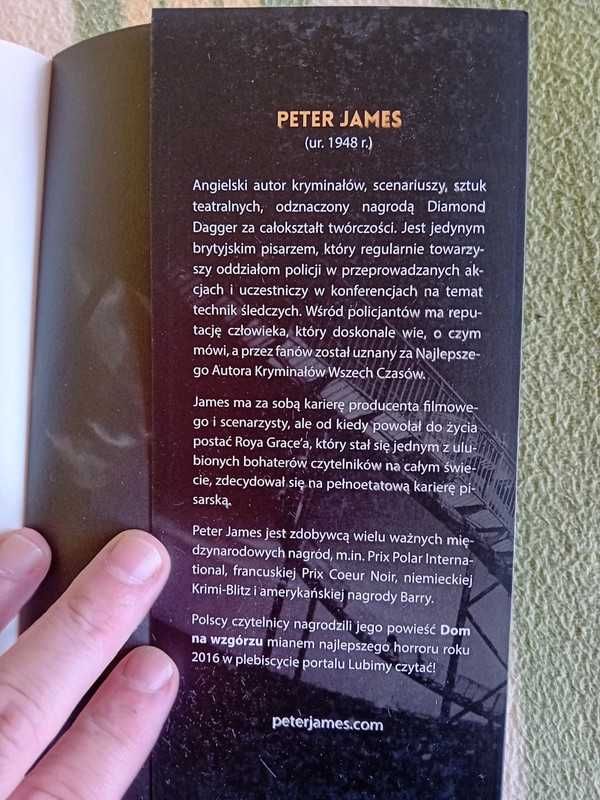 PETER JAMES
(ur. 1948 r.)
Angielski autor kryminałów, scenariuszy, sztuk
teatralnych, odznaczony nagrodą Diamond
Dagger za całokształt twórczości. Jest jedynym
brytyjskim pisarzem, który regularnie towarzy-
szy oddziałom policji w przeprowadzanych ak-
cjach i uczestniczy w konferencjach na temat
technik śledczych. Wśród policjantów ma repu-
tację człowieka, który doskonale wie, o czym
mówi, a przez fanów został uznany za Najlepsze-
go Autora Kryminałów Wszech Czasów.
James ma za sobą karierę producenta filmowe-
go i scenarzysty, ale od kiedy powołał do życia
postać Roya Grace’a, który stał się jednym z ulu-
bionych bohaterów czytelników na całym świe-
cie, zdecydował się na pełnoetatową karierę pi-
sarską.
Peter James jest zdobywcą wielu ważnych mię-
dzynarodowych nagród, m.in. Prix Polar Interna-
tional, francuskiej Prix Coeur Noir, niemieckiej
Krimi-Blitz i amerykańskiej nagrody Barry.
Polscy czytelnicy nagrodzili jego powieść Dom
na wzgórzu mianem najlepszego horroru roku
2016 w plebiscycie portalu Lubimy czytać!
peterjames.com